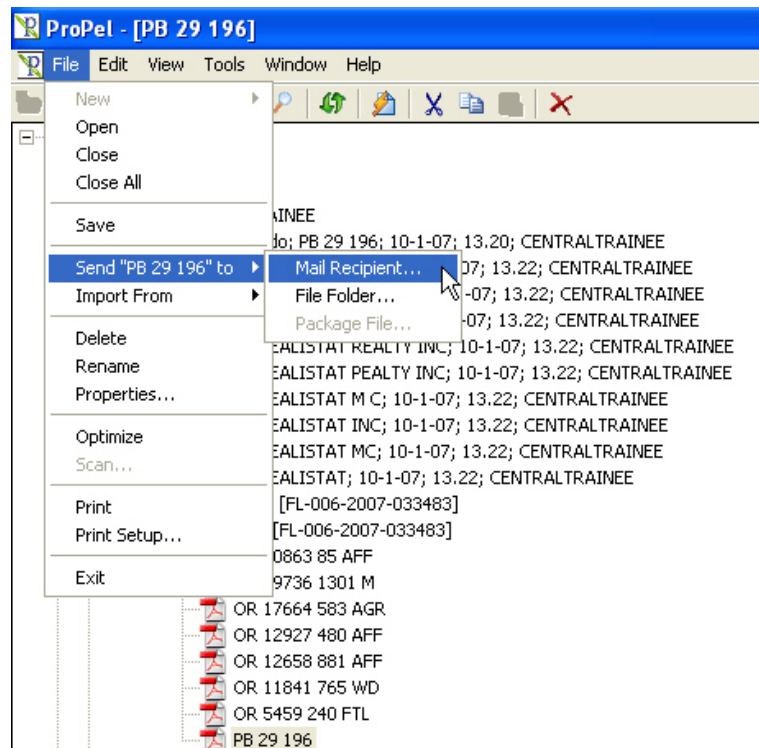 ProPel - [PB 29 196]
File Edit View Tools Window Help
New
Open
Close
Close All
Save
Send "PB 29 196" to
Import From
Delete
Rename
Properties...
Optimize
Scan...
Print
Print Setup...
Exit
Mail Recipient...
File Folder...
Package File...
AINEE
do; PB 29 196; 10-1-07; 13.20; CENTRALTRAINEE
07; 13.22; CENTRALTRAINEE
-07; 13.22; CENTRALTRAINEE
-07; 13.22; CENTRALTRAINEE
EALISTAT REALTY INC; 10-1-07; 13.22; CENTRALTRAINEE
EALISTAT PEALTY INC; 10-1-07; 13.22; CENTRALTRAINEE
EALISTAT M C; 10-1-07; 13.22; CENTRALTRAINEE
EALISTAT INC; 10-1-07; 13.22; CENTRALTRAINEE
EALISTAT MC; 10-1-07; 13.22; CENTRALTRAINEE
EALISTAT; 10-1-07; 13.22; CENTRALTRAINEE
[FL-006-2007-033483]
[FL-006-2007-033483]
0863 85 AFF
9736 1301 M
OR 17664 583 AGR
OR 12927 480 AFF
OR 12658 881 AFF
OR 11841 765 WD
OR 5459 240 FTL
PB 29 196